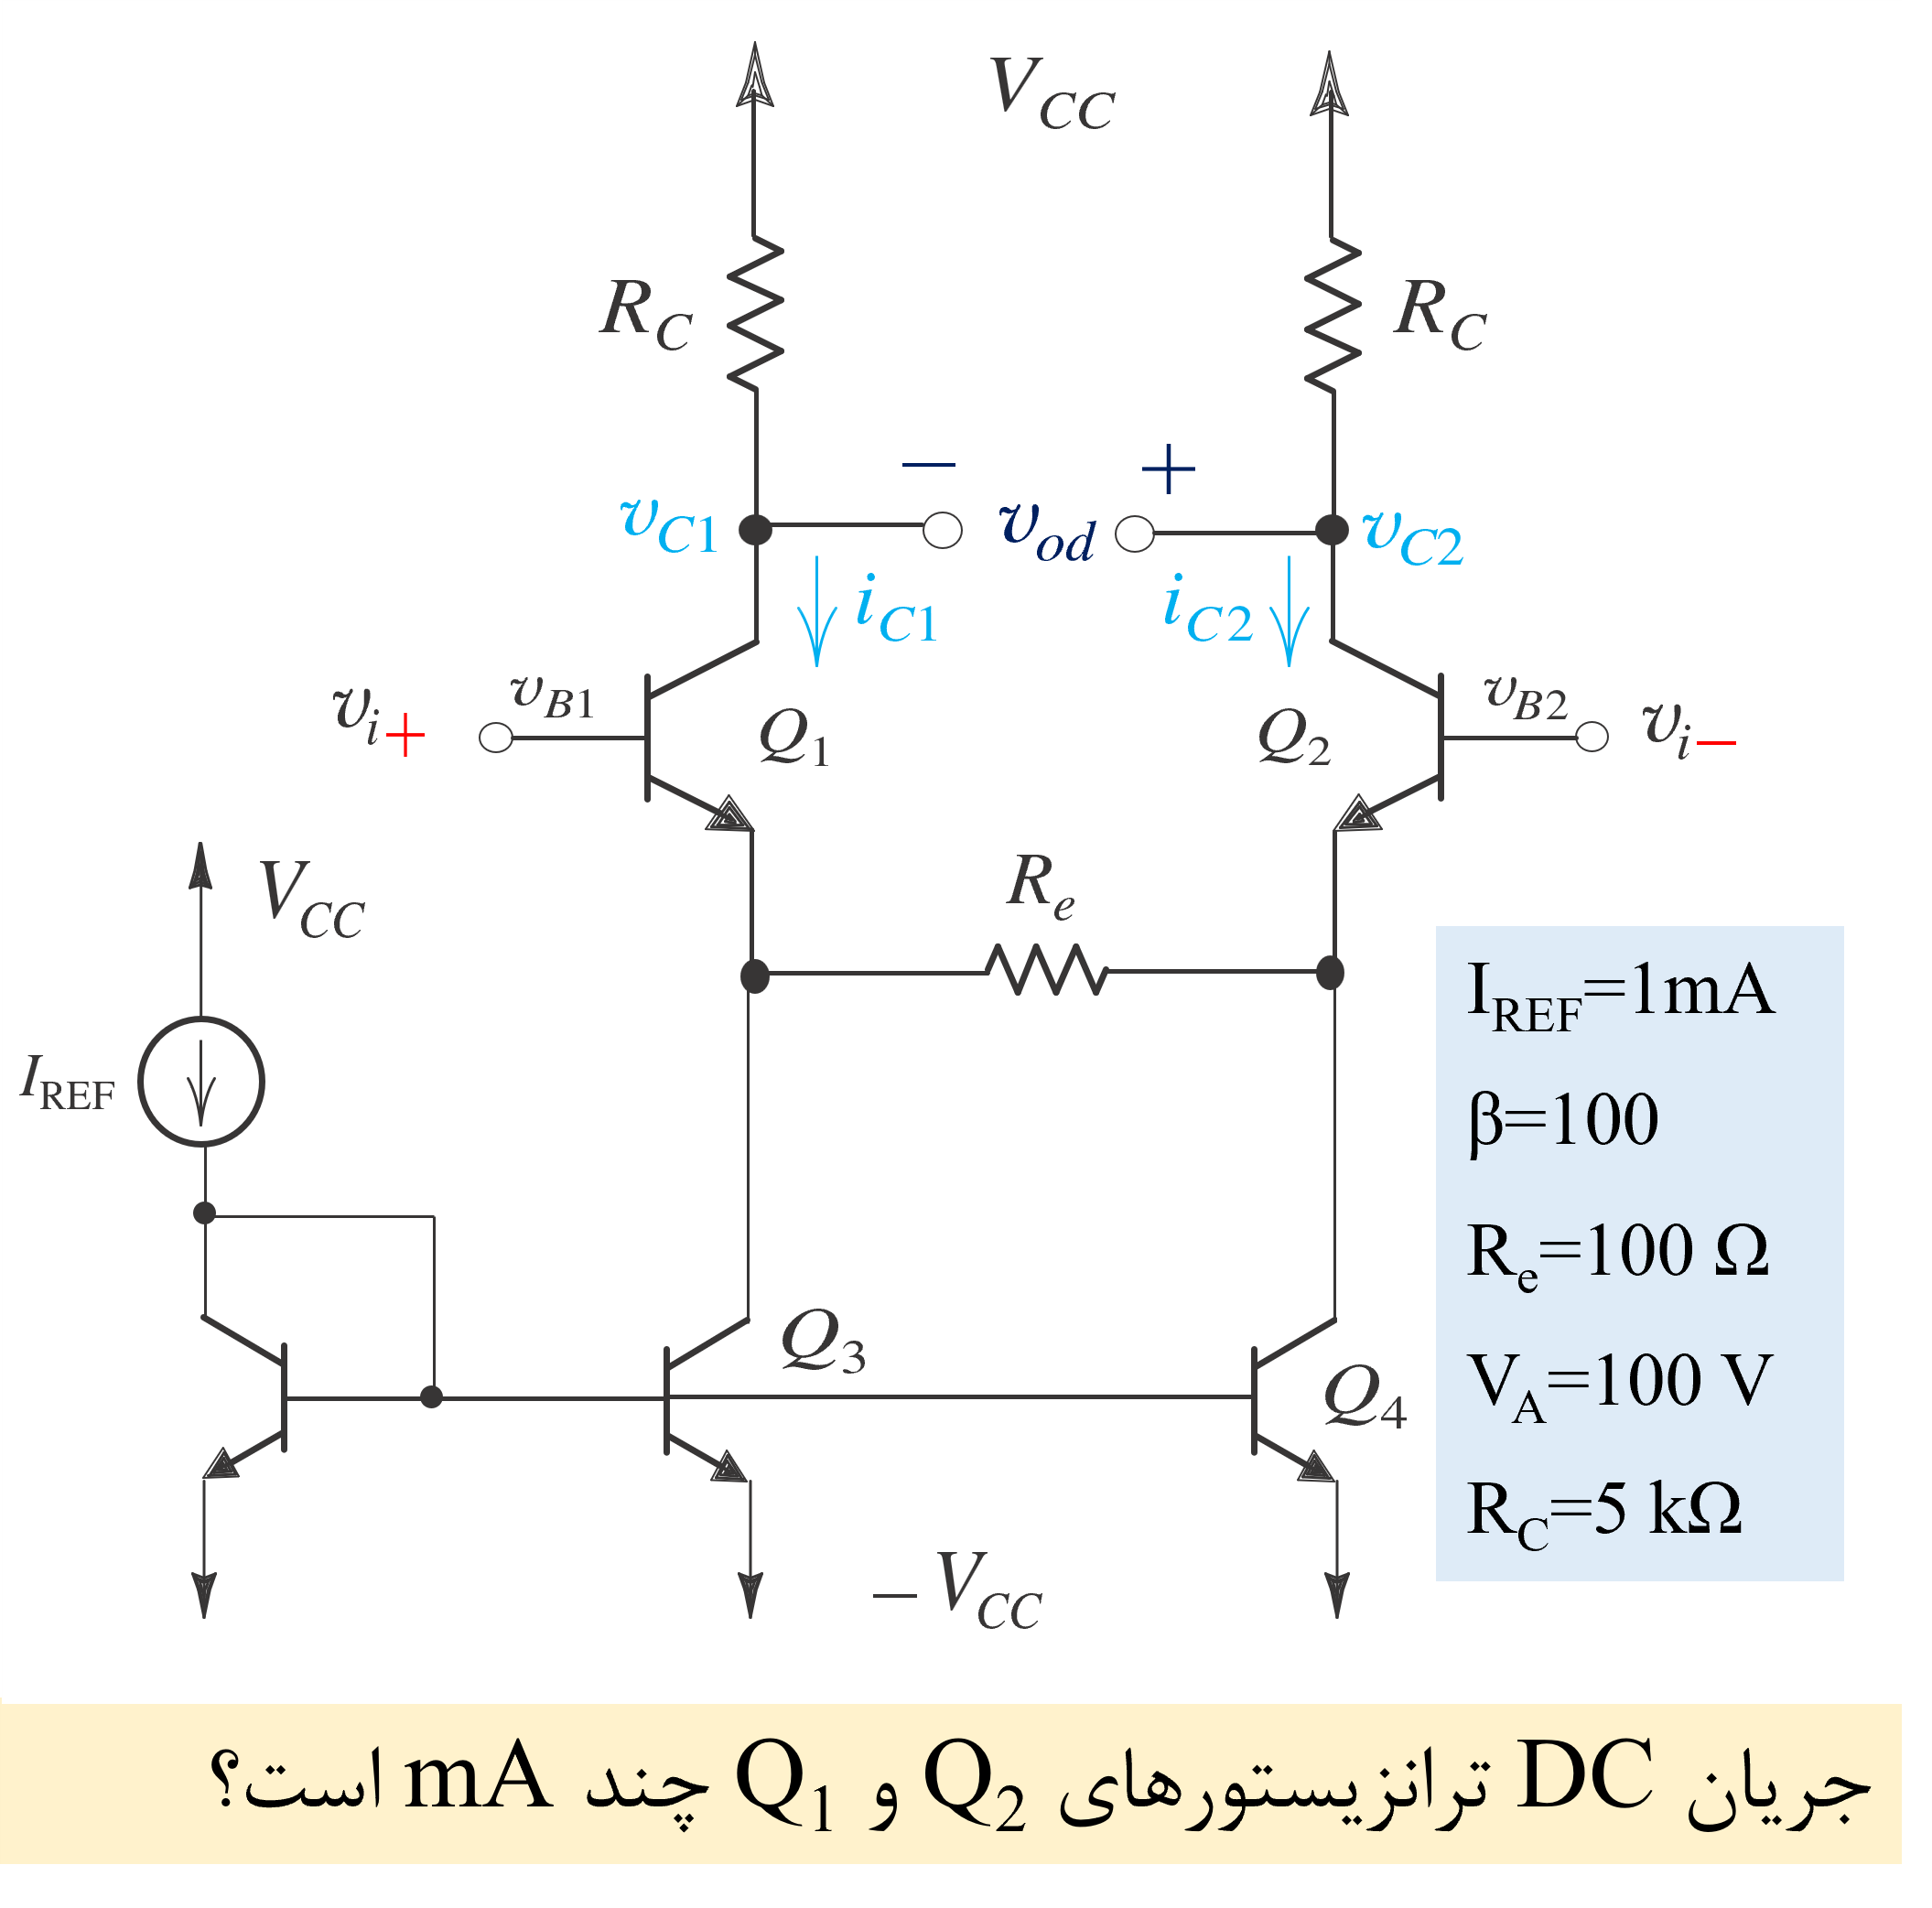 V_CC
R_C R_C
− v_od +
v_C1 v_C2
i_C1 i_C2
v_i+ v_B1 Q_1 Q_2 v_B2 v_i−
R_e
V_CC
I_REF
Q_3
Q_4
−V_CC
I_REF=1mA
β=100
R_e=100 Ω
V_A=100 V
R_C=5 kΩ
جریان DC ترانزیستورهای Q_2 و Q_1 چند mA است؟